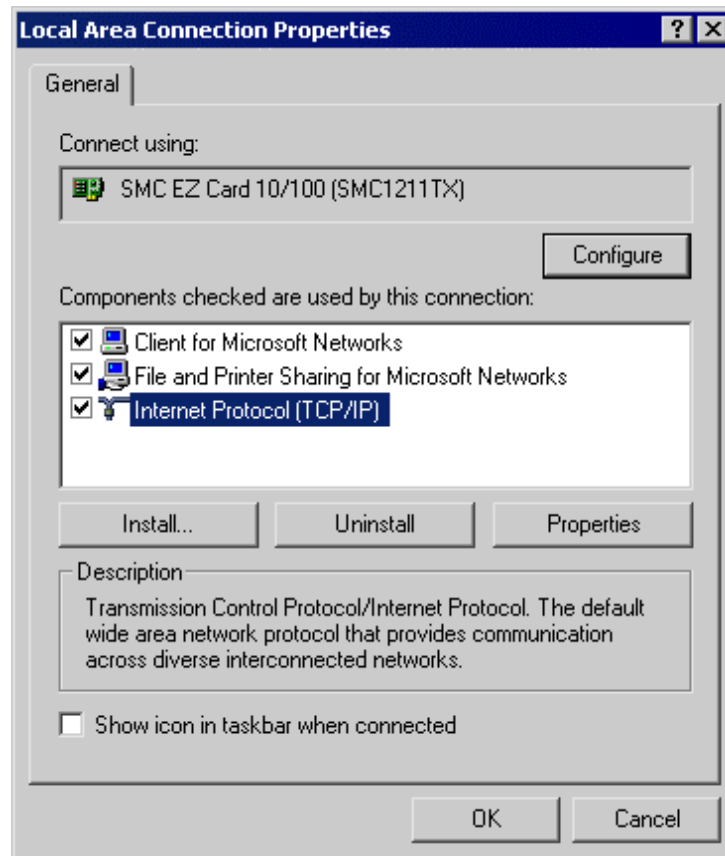 Local Area Connection Properties
General
Connect using:
SMC EZ Card 10/100 (SMC1211TX)
Configure
Components checked are used by this connection:
Client for Microsoft Networks
File and Printer Sharing for Microsoft Networks
Internet Protocol (TCP/IP)
Install... Uninstall Properties
Description
Transmission Control Protocol/Internet Protocol. The default
wide area network protocol that provides communication
across diverse interconnected networks.
Show icon in taskbar when connected
OK Cancel